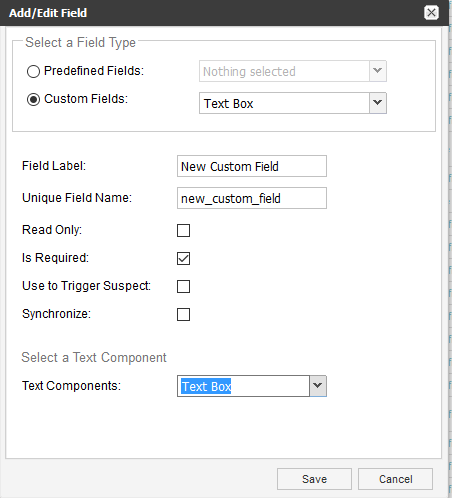 Add/Edit Field
Select a Field Type
Predefined Fields: Nothing selected
Custom Fields: Text Box
Field Label: New Custom Field
Unique Field Name: new_custom_field
Read Only:
Is Required:
Use to Trigger Suspect:
Synchronize:
Select a Text Component
Text Components: Text Box
Save Cancel